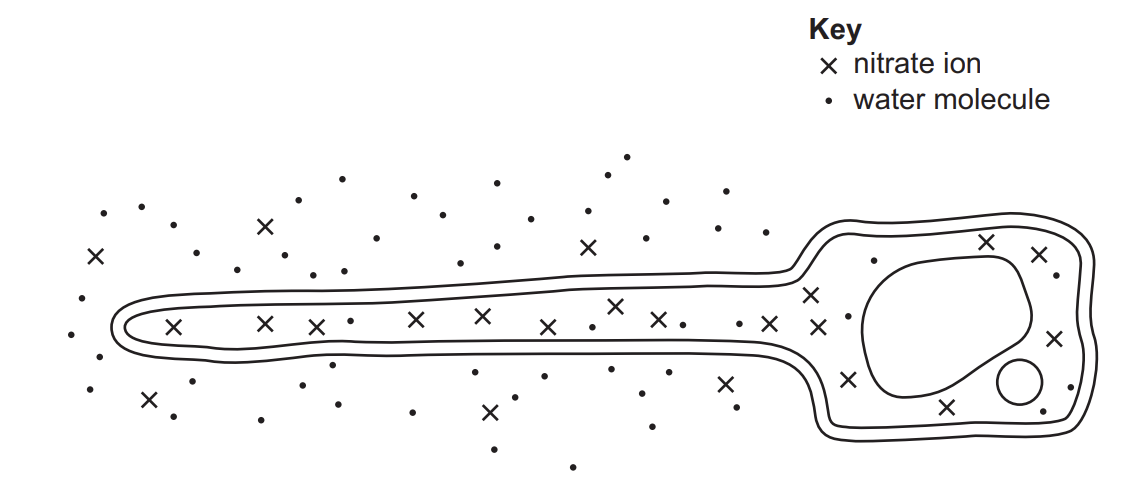 Key
× nitrate ion
• water molecule